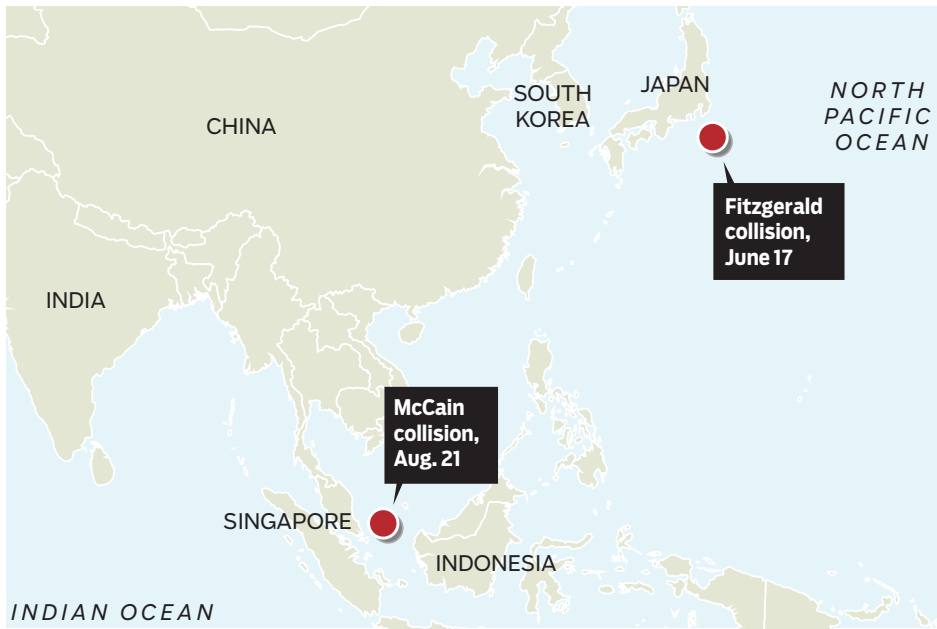 CHINA
SOUTH
KOREA
JAPAN
NORTH
PACIFIC
OCEAN
Fitzgerald
collision,
June 17
INDIA
McCain
collision,
Aug. 21
SINGAPORE
INDONESIA
INDIAN OCEAN